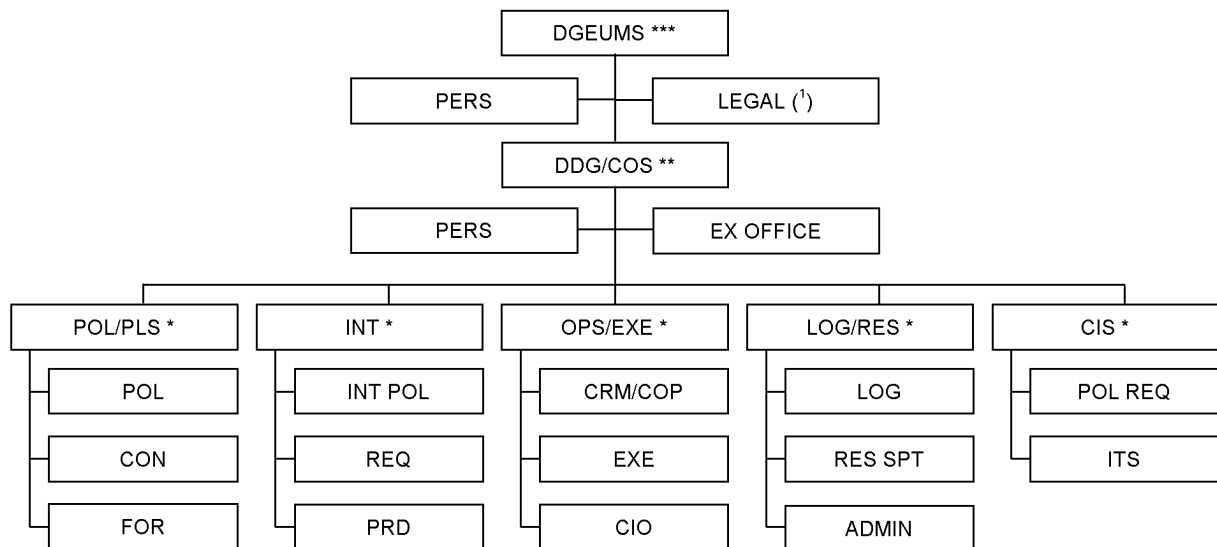 DGEUMS ***
PERS
LEGAL (¹)
DDG/COS **
PERS
EX OFFICE
POL/PLS *
INT *
OPS/EXE *
LOG/RES *
CIS *
POL
INT POL
CRM/COP
LOG
POL REQ
CON
REQ
EXE
RES SPT
ITS
FOR
PRD
CIO
ADMIN